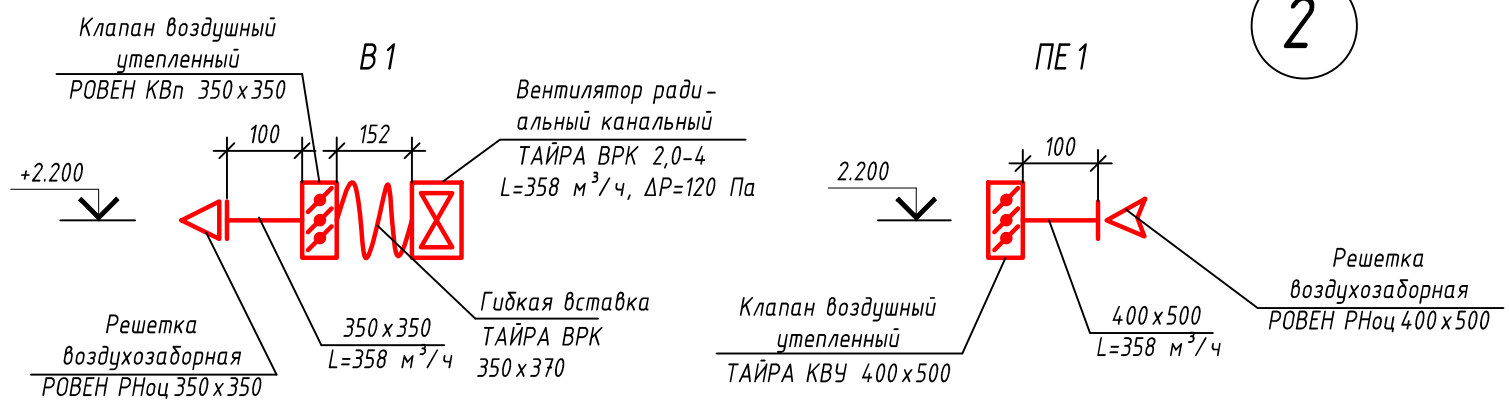 Клапан воздушный
утепленный
РОВЕН КВп 350х350
В1
Вентилятор ради-
альный канальный
ТАЙРА ВРК 2,0-4
L=358 м³/ч, ΔР=120 Па
100
152
+2.200
Решетка
воздухозаборная
РОВЕН РНоц 350х350
350х350
L=358 м³/ч
Гибкая вставка
ТАЙРА ВРК
350х370
ПЕ1
2
100
2.200
Клапан воздушный
утепленный
ТАЙРА КВУ 400х500
400х500
L=358 м³/ч
Решетка
воздухозаборная
РОВЕН РНоц 400х500